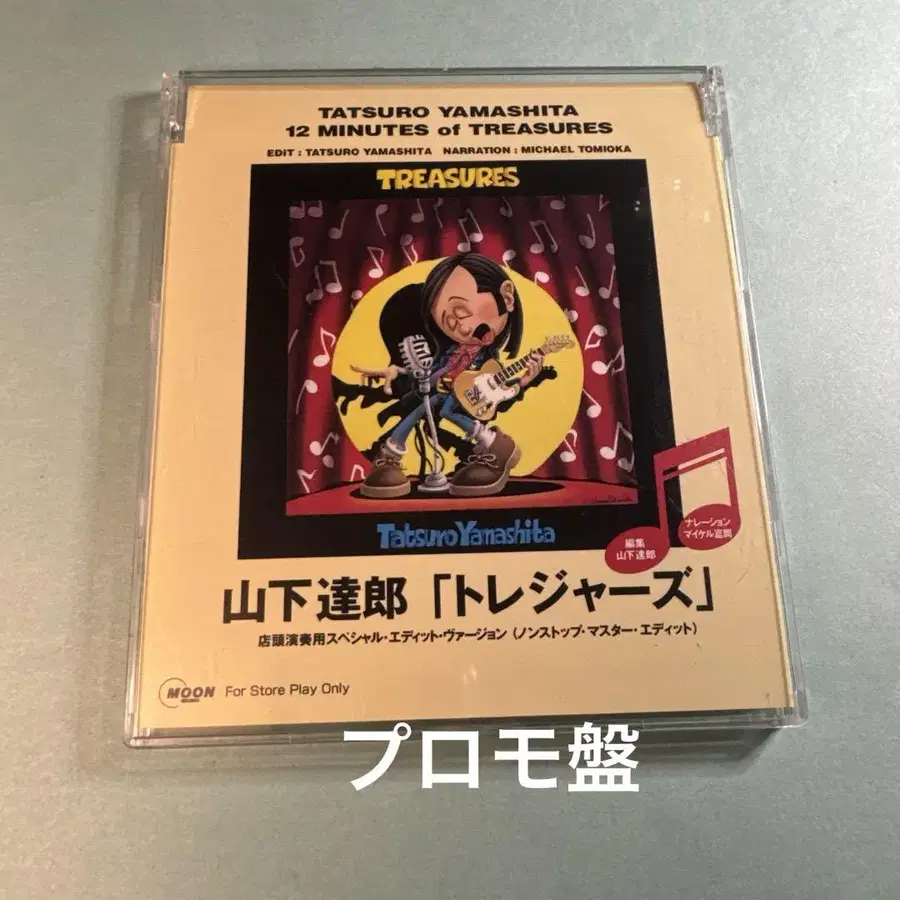 TATSURO YAMASHITA
12 MINUTES of TREASURES
EDIT : TATSURO YAMASHITA NARRATION : MICHAEL TOMIOKA
TREASURES
Tatsuro Yamashita
編集
山下達郎
ナレーション
マイケル富岡
山下達郎「トレジャーズ」
店頭演奏用スペシャル・エディット・ヴァージョン(ノンストップ・マスター・エディット)
MOON For Store Play Only
プロモ盤